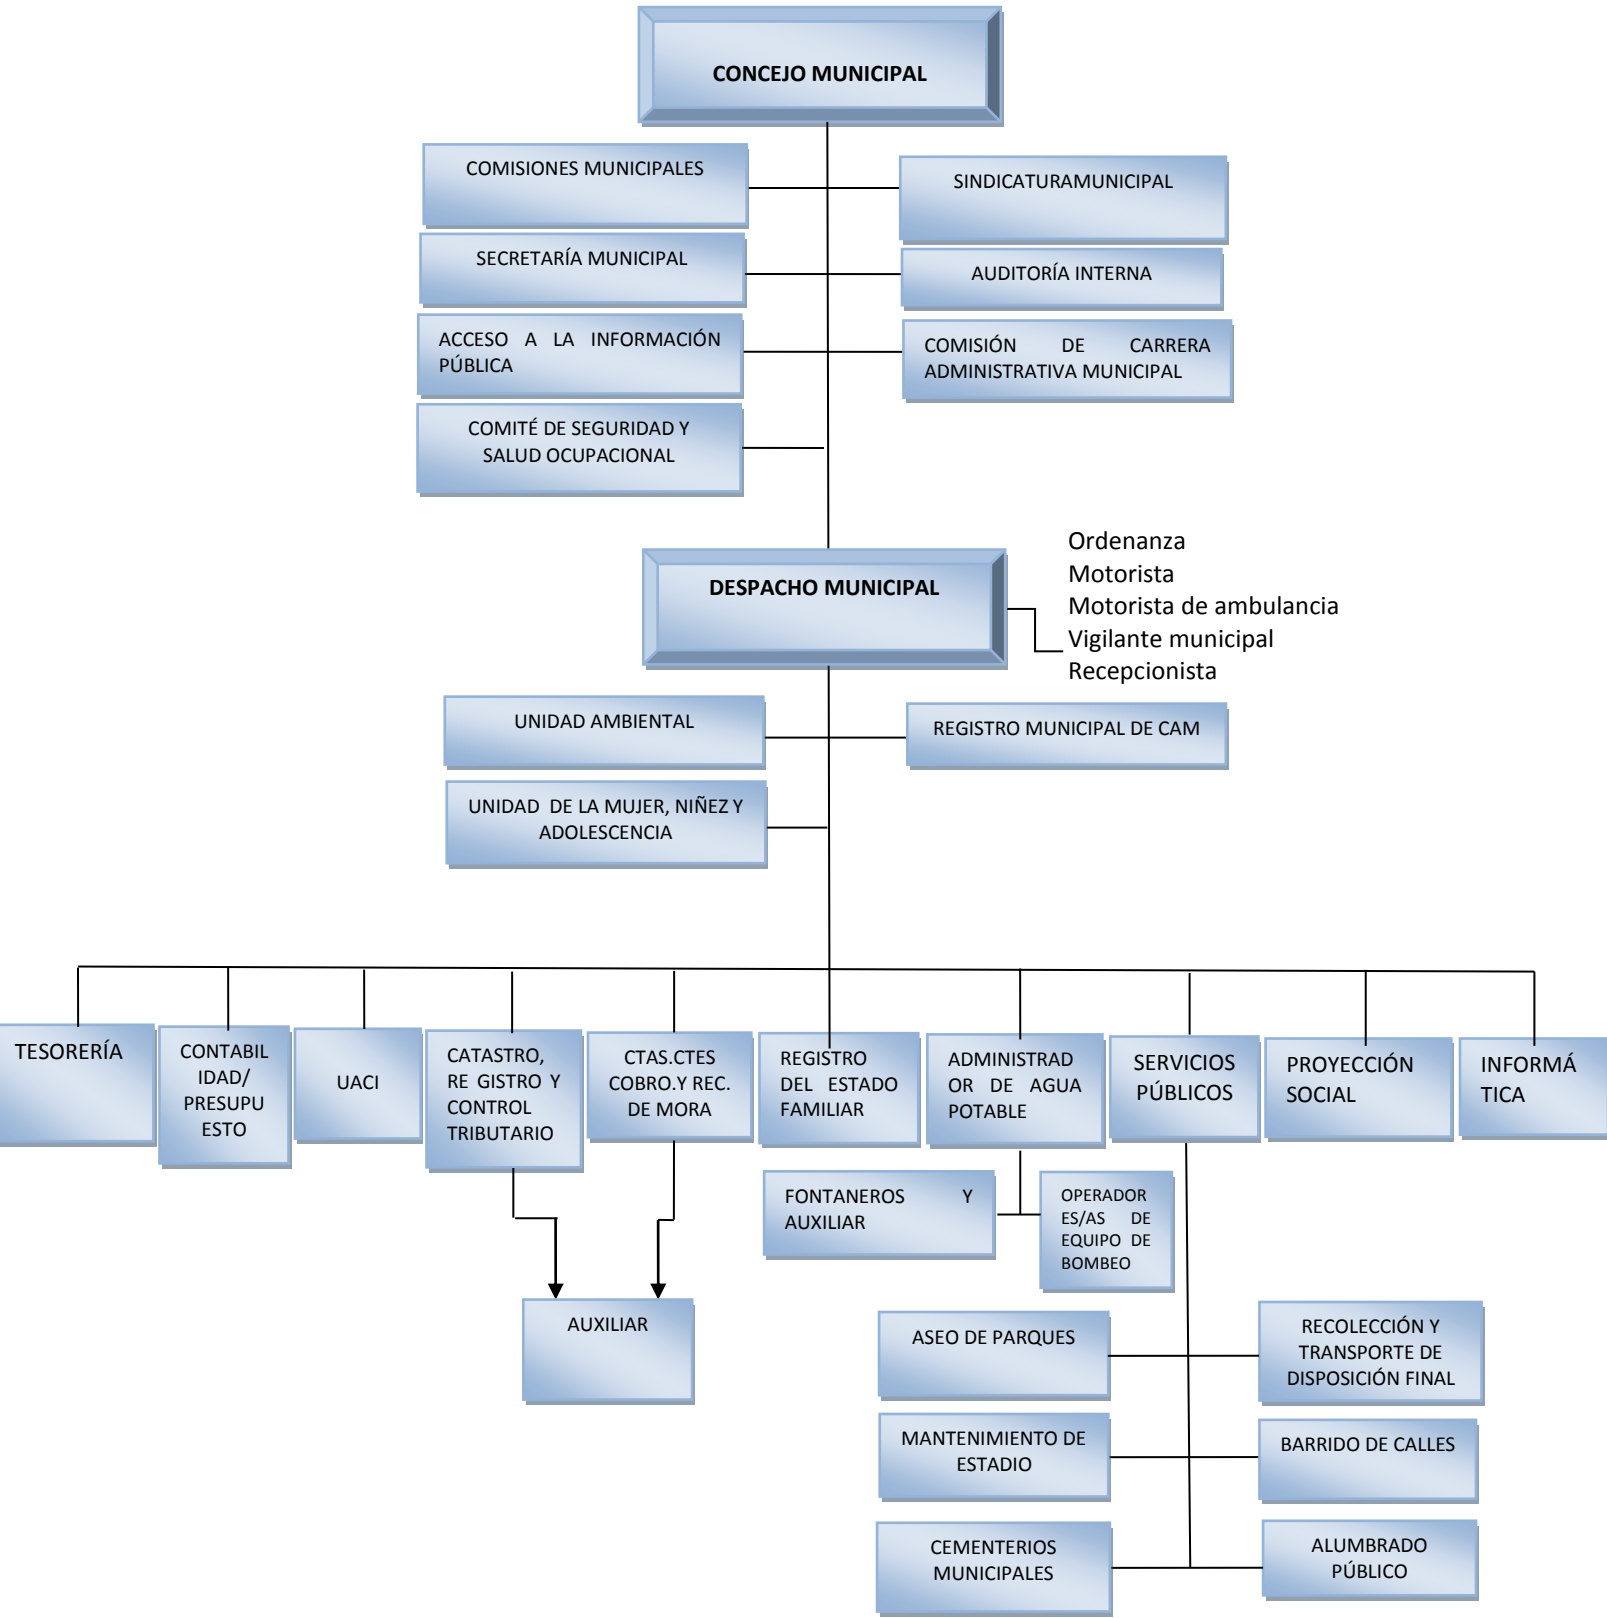 CONCEJO MUNICIPAL
COMISIONES MUNICIPALES
SINDICATURAMUNICIPAL
SECRETARÍA MUNICIPAL
AUDITORÍA INTERNA
ACCESO A LA INFORMACIÓN
PÚBLICA
COMISIÓN DE CARRERA
ADMINISTRATIVA MUNICIPAL
COMITÉ DE SEGURIDAD Y
SALUD OCUPACIONAL
DESPACHO MUNICIPAL
Ordenanza
Motorista
Motorista de ambulancia
Vigilante municipal
Recepcionista
UNIDAD AMBIENTAL
REGISTRO MUNICIPAL DE CAM
UNIDAD DE LA MUJER, NIÑEZ Y
ADOLESCENCIA
TESORERÍA
CONTABIL
IDAD/
PRESUPU
ESTO
UACI
CATASTRO,
RE GISTRO Y
CONTROL
TRIBUTARIO
CTAS.CTES
COBRO.Y REC.
DE MORA
REGISTRO
DEL ESTADO
FAMILIAR
ADMINISTRAD
OR DE AGUA
POTABLE
SERVICIOS
PÚBLICOS
PROYECCIÓN
SOCIAL
INFORMÁ
TICA
FONTANEROS Y
AUXILIAR
OPERADOR
ES/AS DE
EQUIPO DE
BOMBEO
AUXILIAR
ASEO DE PARQUES
RECOLECCIÓN Y
TRANSPORTE DE
DISPOSICIÓN FINAL
MANTENIMIENTO DE
ESTADIO
BARRIDO DE CALLES
CEMENTERIOS
MUNICIPALES
ALUMBRADO
PÚBLICO